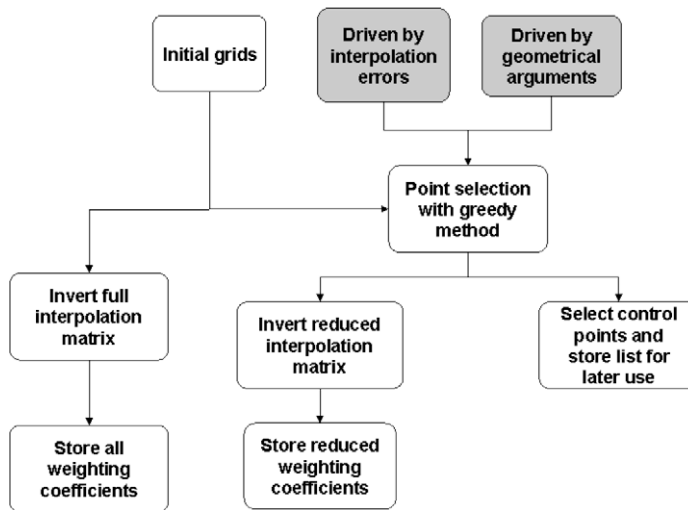 Initial grids
Driven by
interpolation
errors
Driven by
geometrical
arguments
Point selection
with greedy
method
Invert full
interpolation
matrix
Invert reduced
interpolation
matrix
Select control
points and
store list for
later use
Store all
weighting
coefficients
Store reduced
weighting
coefficients